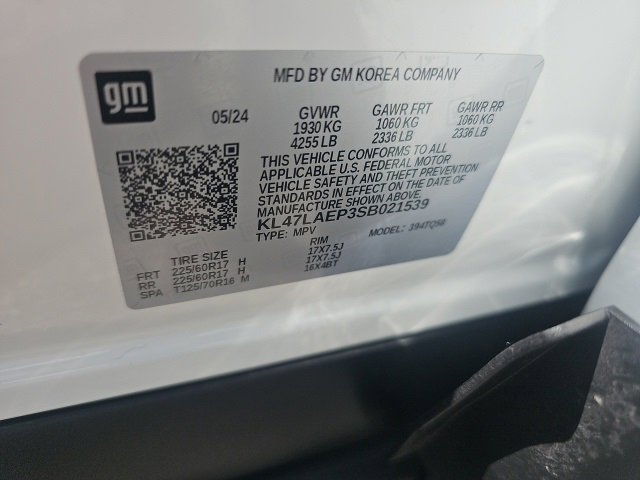 gm
MFD BY GM KOREA COMPANY
05/24 GVWR GAWR FRT GAWR RR
1930 KG 1060 KG 1060 KG
4255 LB 2336 LB 2336 LB
THIS VEHICLE CONFORMS TO ALL
APPLICABLE U.S. FEDERAL MOTOR
VEHICLE SAFETY AND THEFT PREVENTION
STANDARDS IN EFFECT ON THE DATE OF
MANUFACTURE SHOWN ABOVE.
KL47LAEP3SB021539
TYPE: MPV MODEL: 194TQ58
TIRE SIZE RIM
FRT 225/60R17 H 17X7.5J
RR 225/60R17 H 17X7.5J
SPA T125/70R16 M 16X4BT